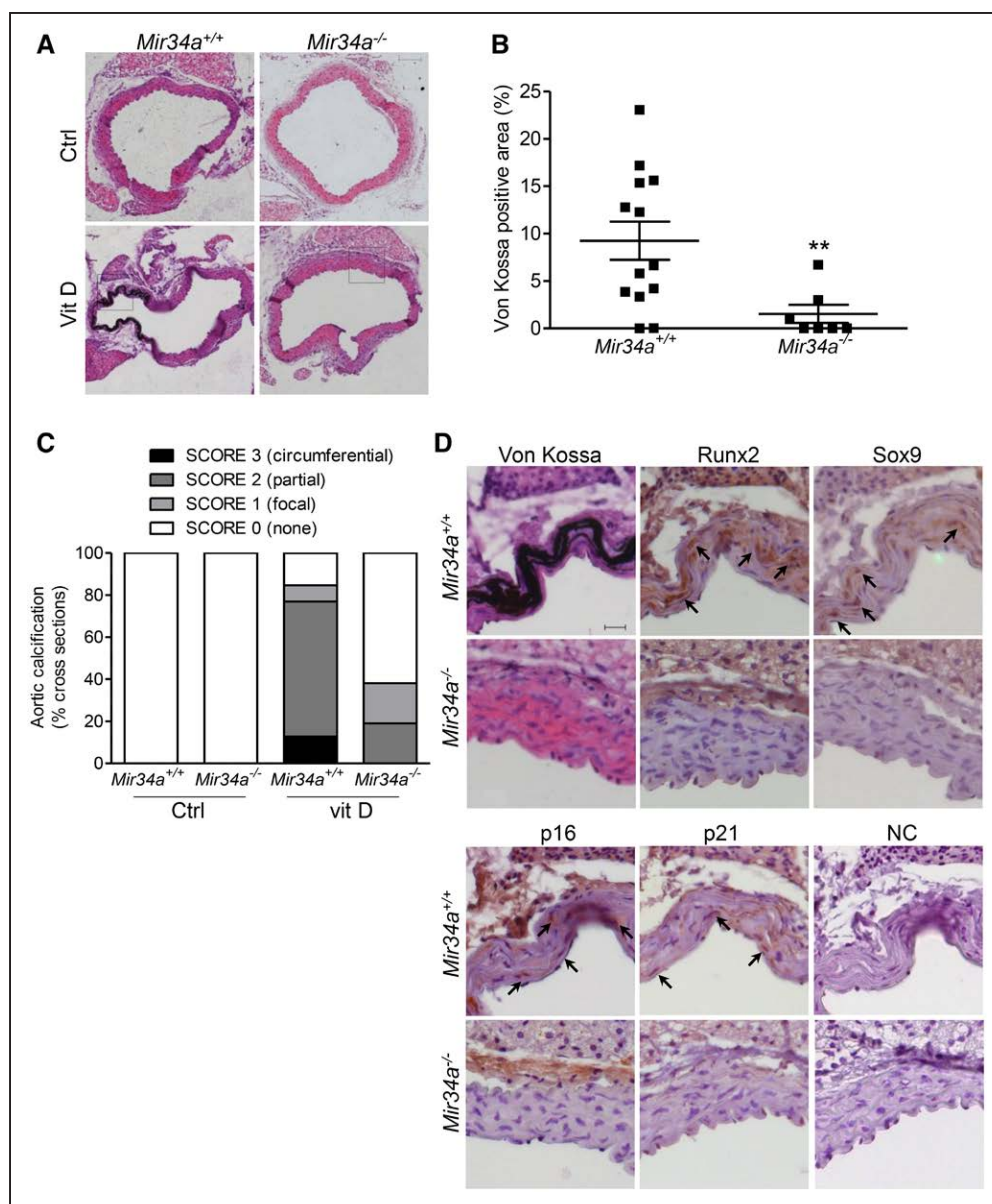 A
Mir34a+/+
Mir34a-/-
Ctrl
Vit D
B
Von Kossa positive area (%)
25
20
15
10
5
0
**
Mir34a+/+
Mir34a-/-
C
SCORE 3 (circumferential)
SCORE 2 (partial)
SCORE 1 (focal)
SCORE 0 (none)
Aortic calcification
(% cross sections)
100
80
60
40
20
0
Mir34a+/+
Mir34a-/-
Mir34a+/+
Mir34a-/-
Ctrl
vit D
D
Von Kossa
Runx2
Sox9
Mir34a+/+
Mir34a-/-
p16
p21
NC
Mir34a+/+
Mir34a-/-